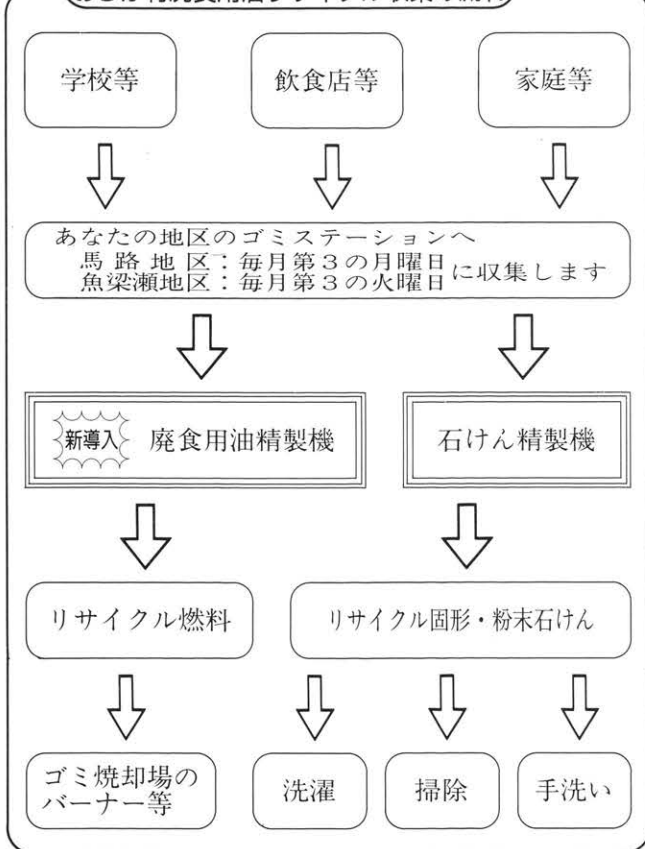 学校等
飲食店等
家庭等
あなたの地区のゴミステーションへ
馬路地区：毎月第3の月曜日
魚梁瀬地区：毎月第3の火曜日
に収集します
新導入
廃食用油精製機
石けん精製機
リサイクル燃料
リサイクル固形・粉末石けん
ゴミ焼却場の
バーナー等
洗濯
掃除
手洗い